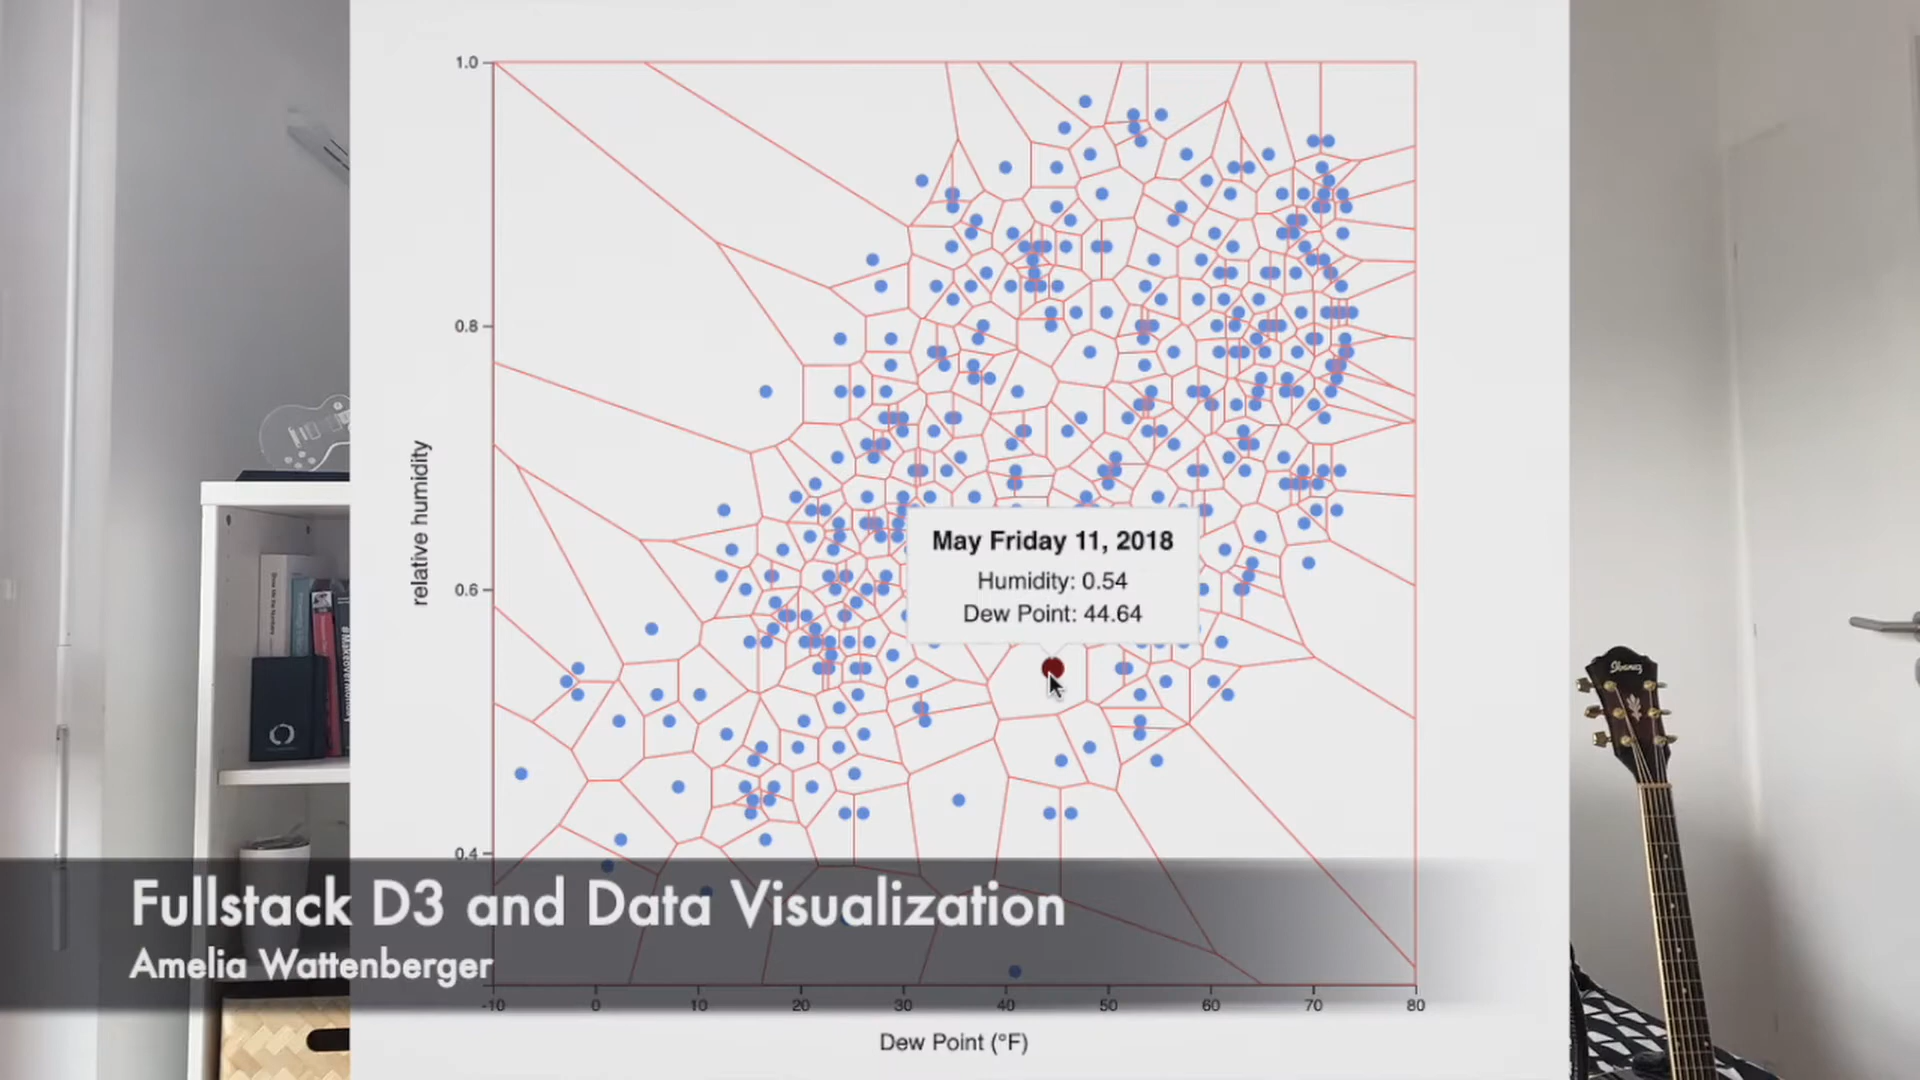 1.0
0.8
relative humidity
0.6
0.4
May Friday 11, 2018
Humidity: 0.54
Dew Point: 44.64
Ibanez
#Makeovermonday
Fullstack D3 and Data Visualization
Amelia Wattenberger
-10 0 10 20 30 40 50 60 70 80
Dew Point (°F)